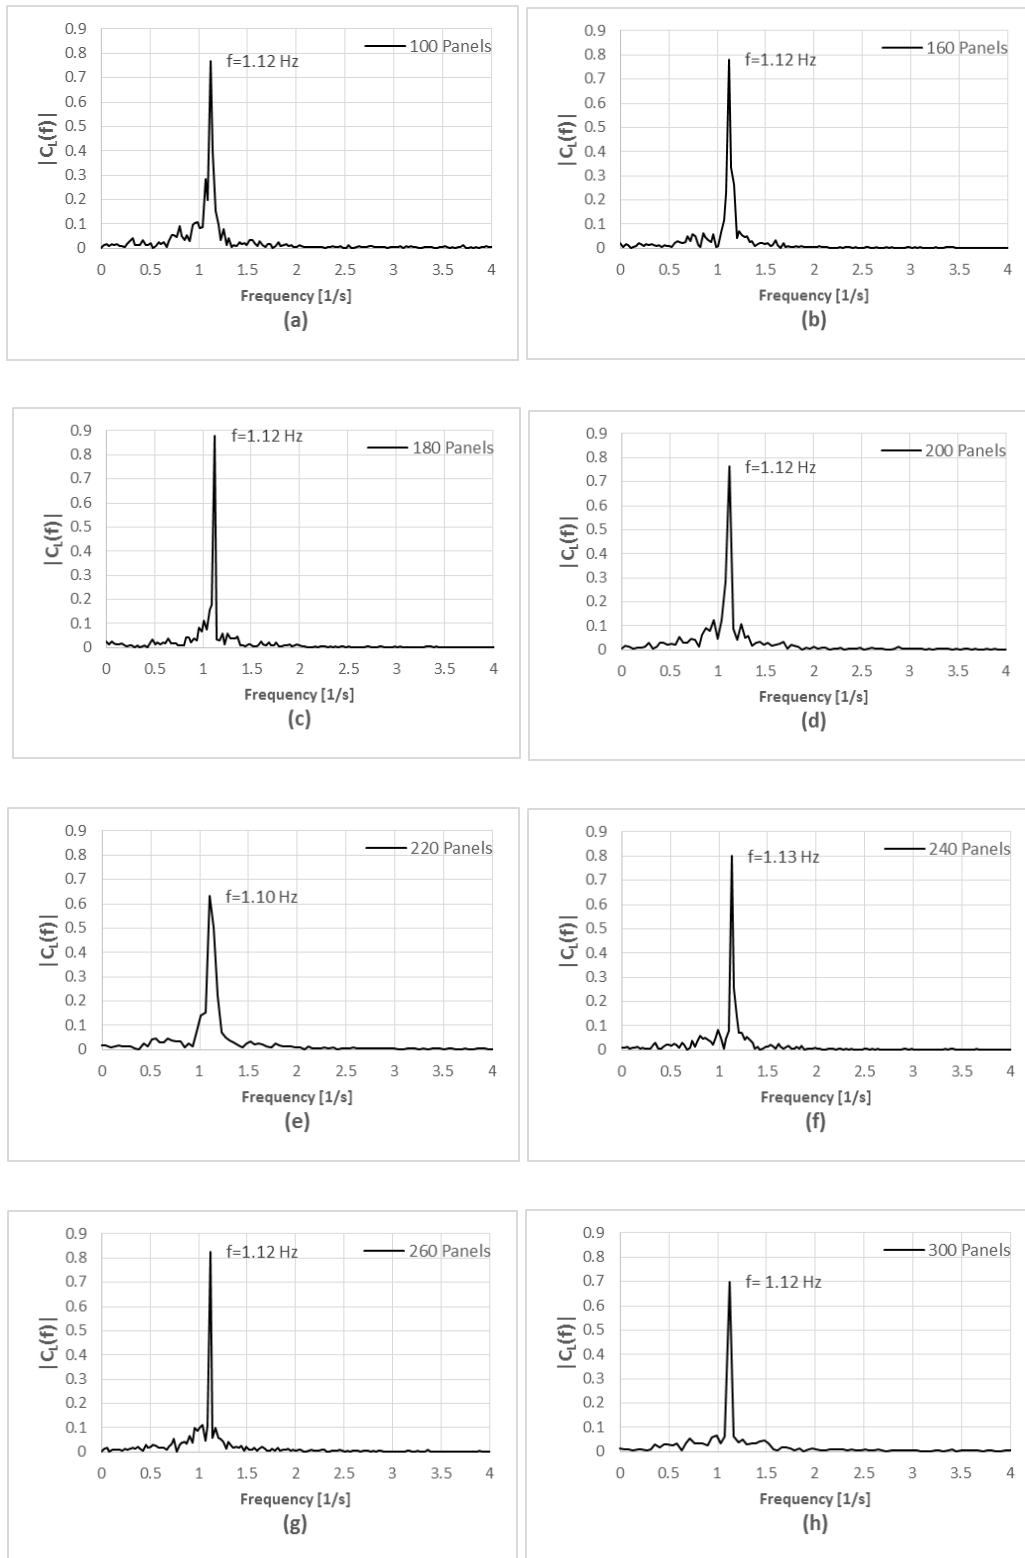 0.9
0.8
0.7
0.6
0.5
0.4
0.3
0.2
0.1
0
|C_L(f)|
f=1.12 Hz
100 Panels
0 0.5 1 1.5 2 2.5 3 3.5 4
Frequency [1/s]
(a)
0.9
0.8
0.7
0.6
0.5
0.4
0.3
0.2
0.1
0
|C_L(f)|
f=1.12 Hz
160 Panels
0 0.5 1 1.5 2 2.5 3 3.5 4
Frequency [1/s]
(b)
0.9
0.8
0.7
0.6
0.5
0.4
0.3
0.2
0.1
0
|C_L(f)|
f=1.12 Hz
180 Panels
0 0.5 1 1.5 2 2.5 3 3.5 4
Frequency [1/s]
(c)
0.9
0.8
0.7
0.6
0.5
0.4
0.3
0.2
0.1
0
|C_L(f)|
f=1.12 Hz
200 Panels
0 0.5 1 1.5 2 2.5 3 3.5 4
Frequency [1/s]
(d)
0.9
0.8
0.7
0.6
0.5
0.4
0.3
0.2
0.1
0
|C_L(f)|
f=1.10 Hz
220 Panels
0 0.5 1 1.5 2 2.5 3 3.5 4
Frequency [1/s]
(e)
0.9
0.8
0.7
0.6
0.5
0.4
0.3
0.2
0.1
0
|C_L(f)|
f=1.13 Hz
240 Panels
0 0.5 1 1.5 2 2.5 3 3.5 4
Frequency [1/s]
(f)
0.9
0.8
0.7
0.6
0.5
0.4
0.3
0.2
0.1
0
|C_L(f)|
f=1.12 Hz
260 Panels
0 0.5 1 1.5 2 2.5 3 3.5 4
Frequency [1/s]
(g)
0.9
0.8
0.7
0.6
0.5
0.4
0.3
0.2
0.1
0
|C_L(f)|
f= 1.12 Hz
300 Panels
0 0.5 1 1.5 2 2.5 3 3.5 4
Frequency [1/s]
(h)